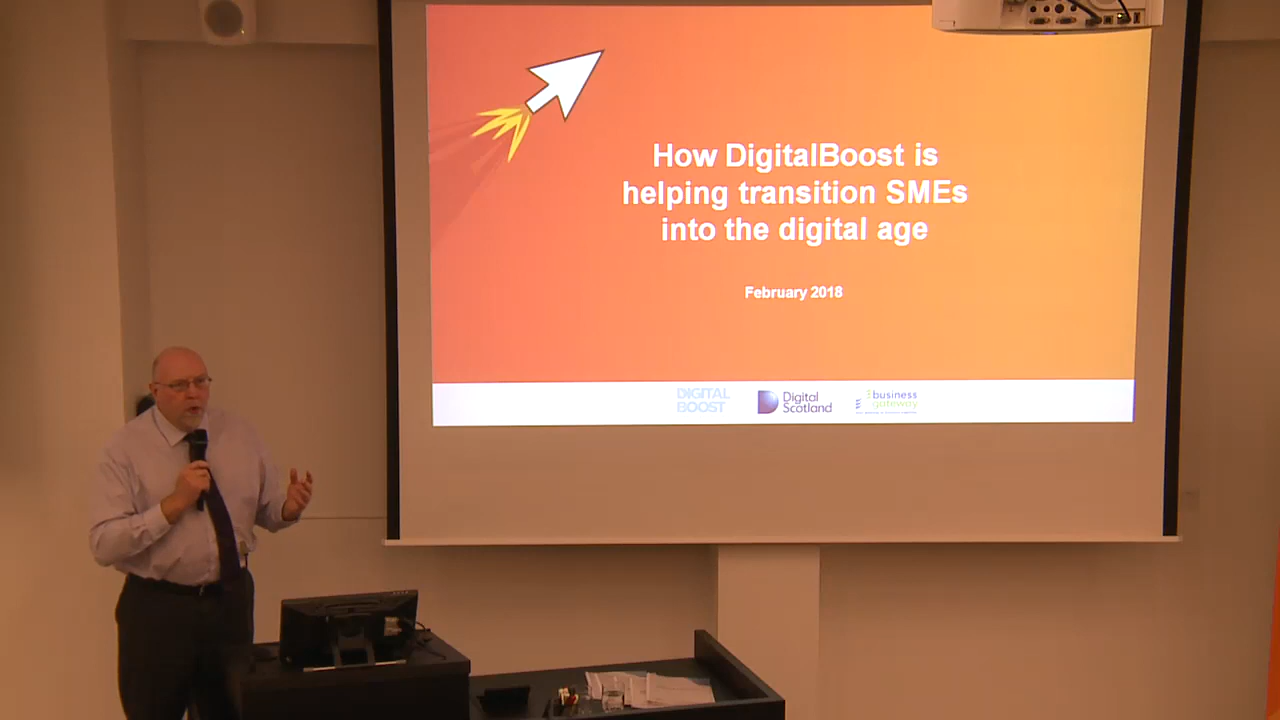 How DigitalBoost is
helping transition SMEs
into the digital age
February 2018
DIGITAL
BOOST
Digital
Scotland
business
gateway